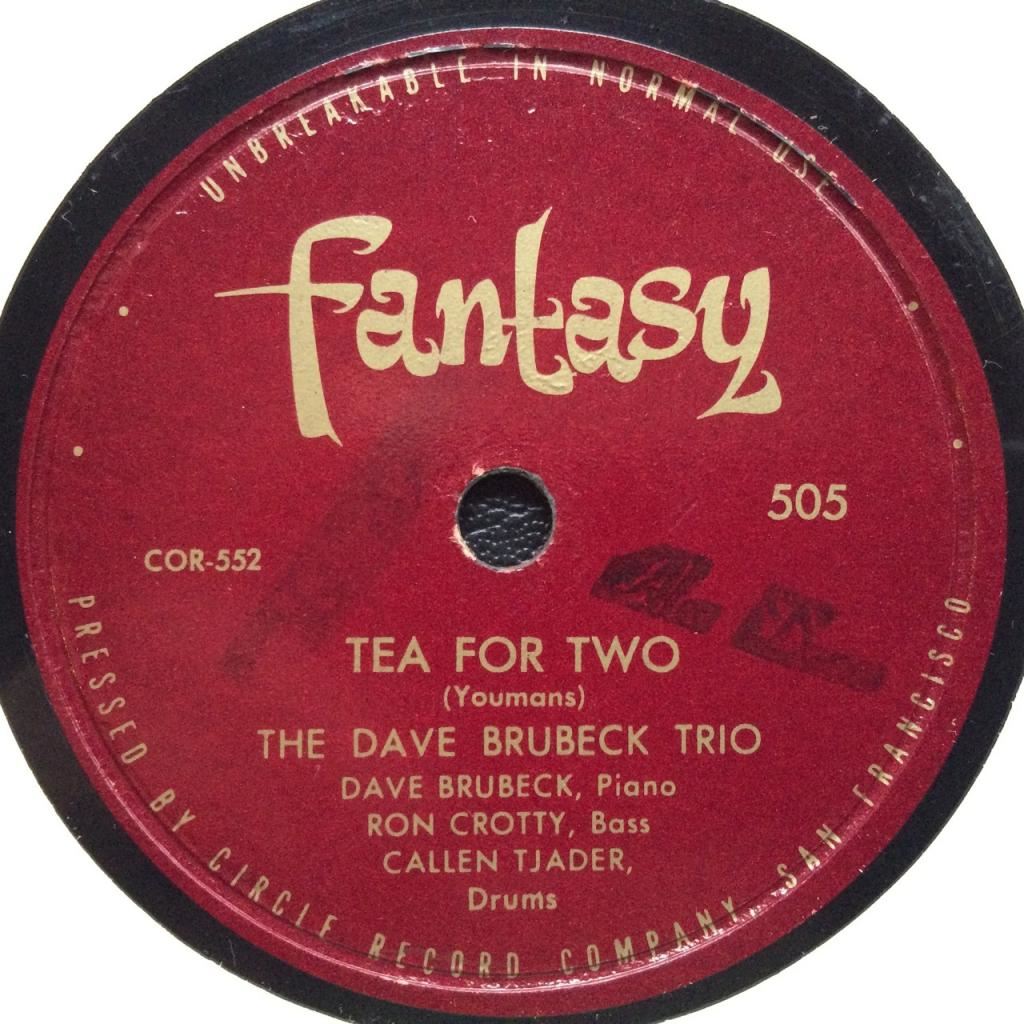 UNBREAKABLE IN NORMAL USE
fantasy
505
COR-552
TEA FOR TWO
(Youmans)
THE DAVE BRUBECK TRIO
DAVE BRUBECK, Piano
RON CROTTY, Bass
CALLEN TJADER,
Drums
PRESSED BY CIRCLE RECORD COMPANY, SAN FRANCISCO